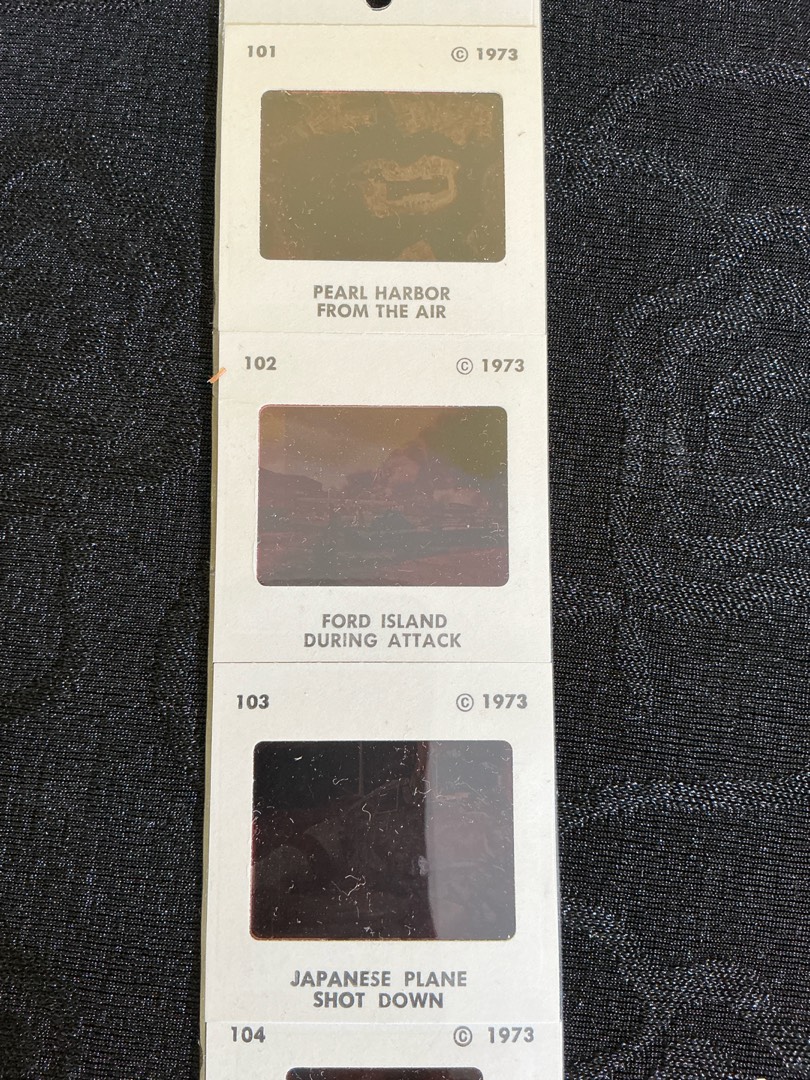 101 © 1973
PEARL HARBOR
FROM THE AIR
102 © 1973
FORD ISLAND
DURING ATTACK
103 © 1973
JAPANESE PLANE
SHOT DOWN
104 © 1973